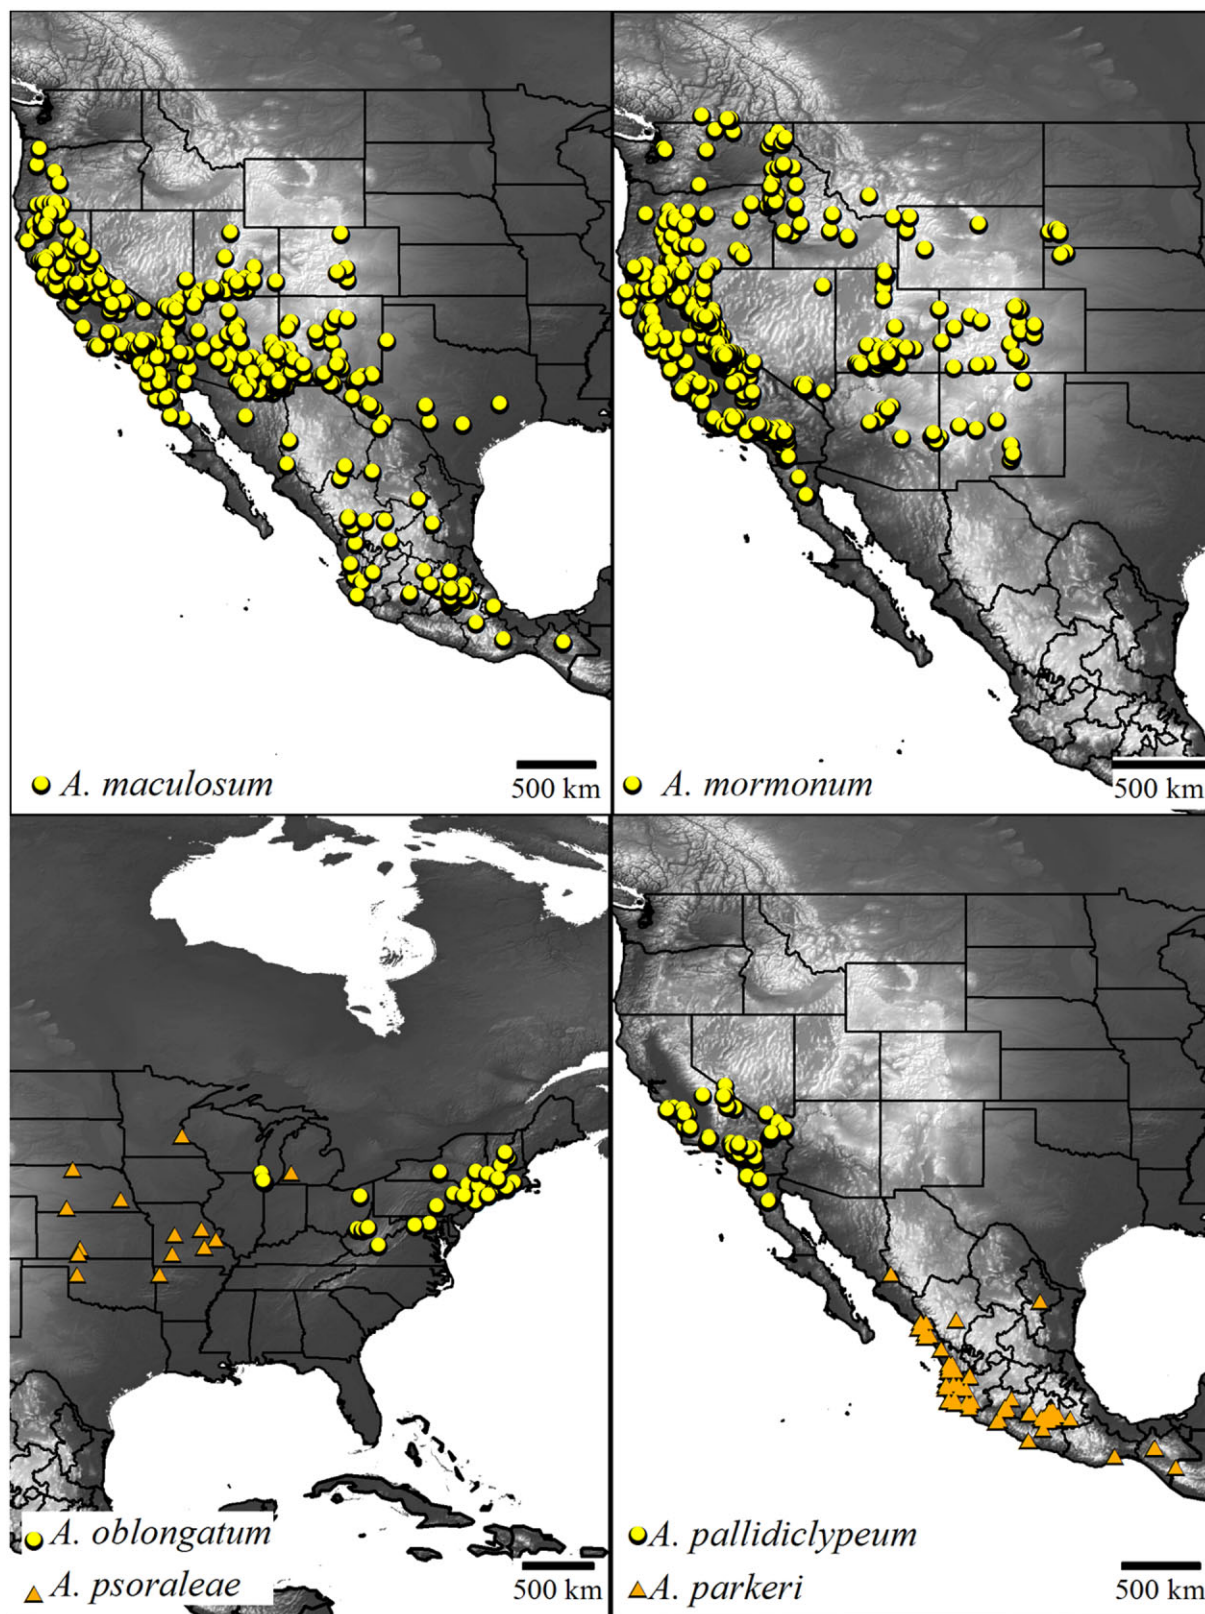 A. maculosum
500 km
A. mormonum
500 km
A. oblongatum
A. psoraleae
500 km
A. pallidiclypeum
A. parkeri
500 km